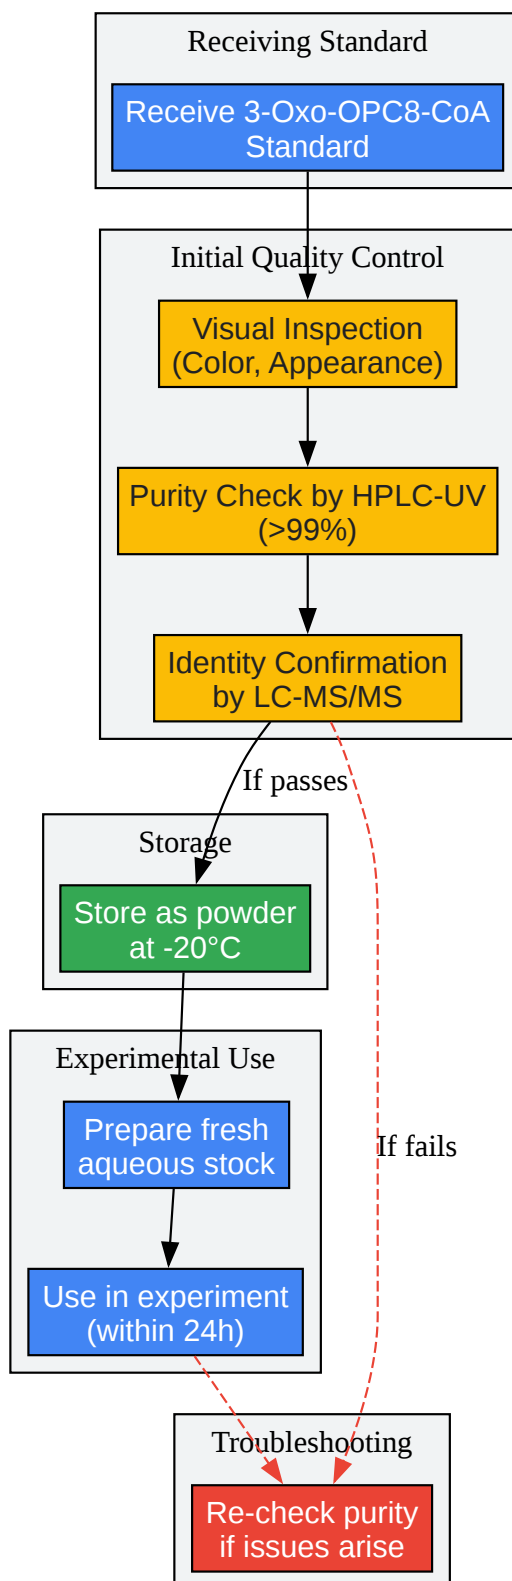 Receiving Standard
Receive 3-Oxo-OPC8-CoA
Standard
Initial Quality Control
Visual Inspection
(Color, Appearance)
Purity Check by HPLC-UV
(>99%)
Identity Confirmation
by LC-MS/MS
If passes
Storage
Store as powder
at -20°C
Experimental Use
Prepare fresh
aqueous stock
If fails
Use in experiment
(within 24h)
Troubleshooting
Re-check purity
if issues arise